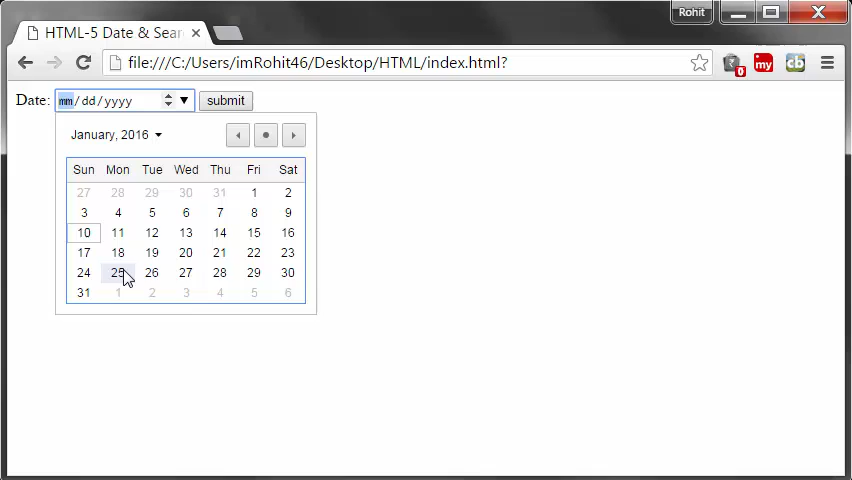 Rohit
HTML-5 Date & Sear
file:///C:/Users/imRohit46/Desktop/HTML/index.html?
0 my cb
Date: mm/dd/yyyy submit
January, 2016
Sun Mon Tue Wed Thu Fri Sat
27 28 29 30 31 1 2
3 4 5 6 7 8 9
10 11 12 13 14 15 16
17 18 19 20 21 22 23
24 25 26 27 28 29 30
31 1 2 3 4 5 6